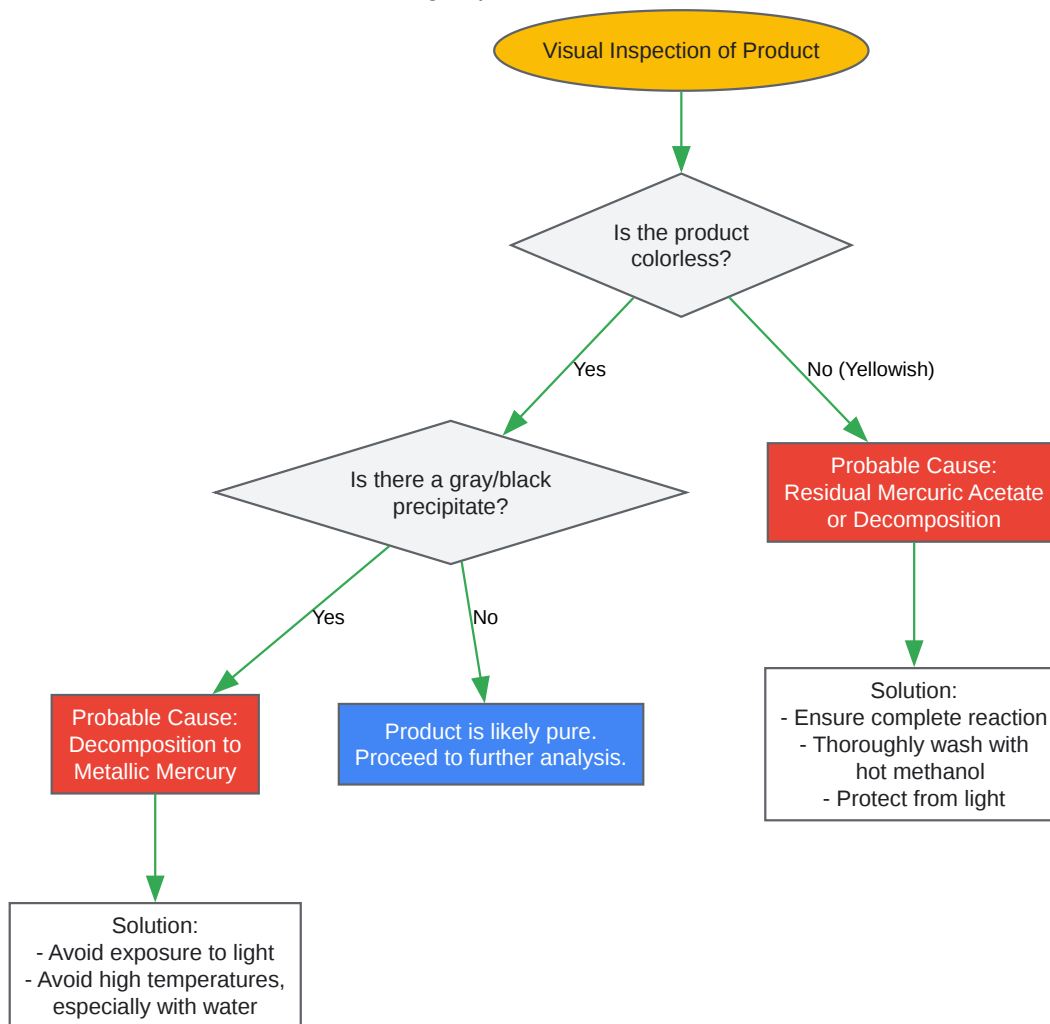 Visual Inspection of Product
Is the product
colorless?
Yes
No (Yellowish)
Is there a gray/black
precipitate?
Probable Cause:
Residual Mercuric Acetate
or Decomposition
Yes
No
Probable Cause:
Decomposition to
Metallic Mercury
Product is likely pure.
Proceed to further analysis.
Solution:
- Ensure complete reaction
- Thoroughly wash with
hot methanol
- Protect from light
Solution:
- Avoid exposure to light
- Avoid high temperatures,
especially with water